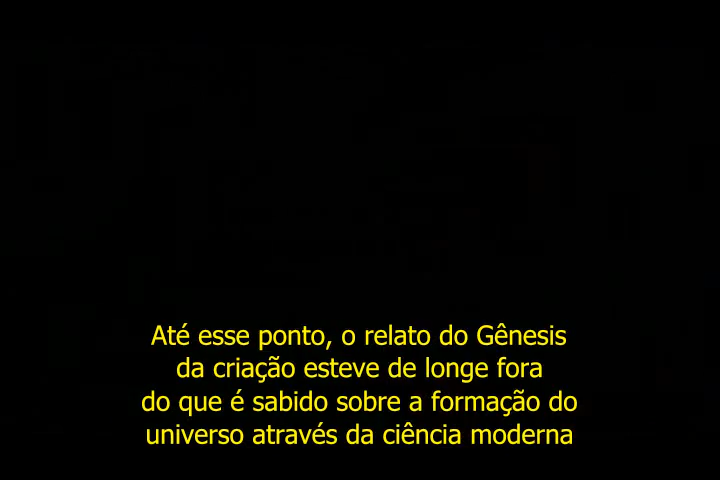 Até esse ponto, o relato do Gênesis
da criação esteve de longe fora
do que é sabido sobre a formação do
universo através da ciência moderna